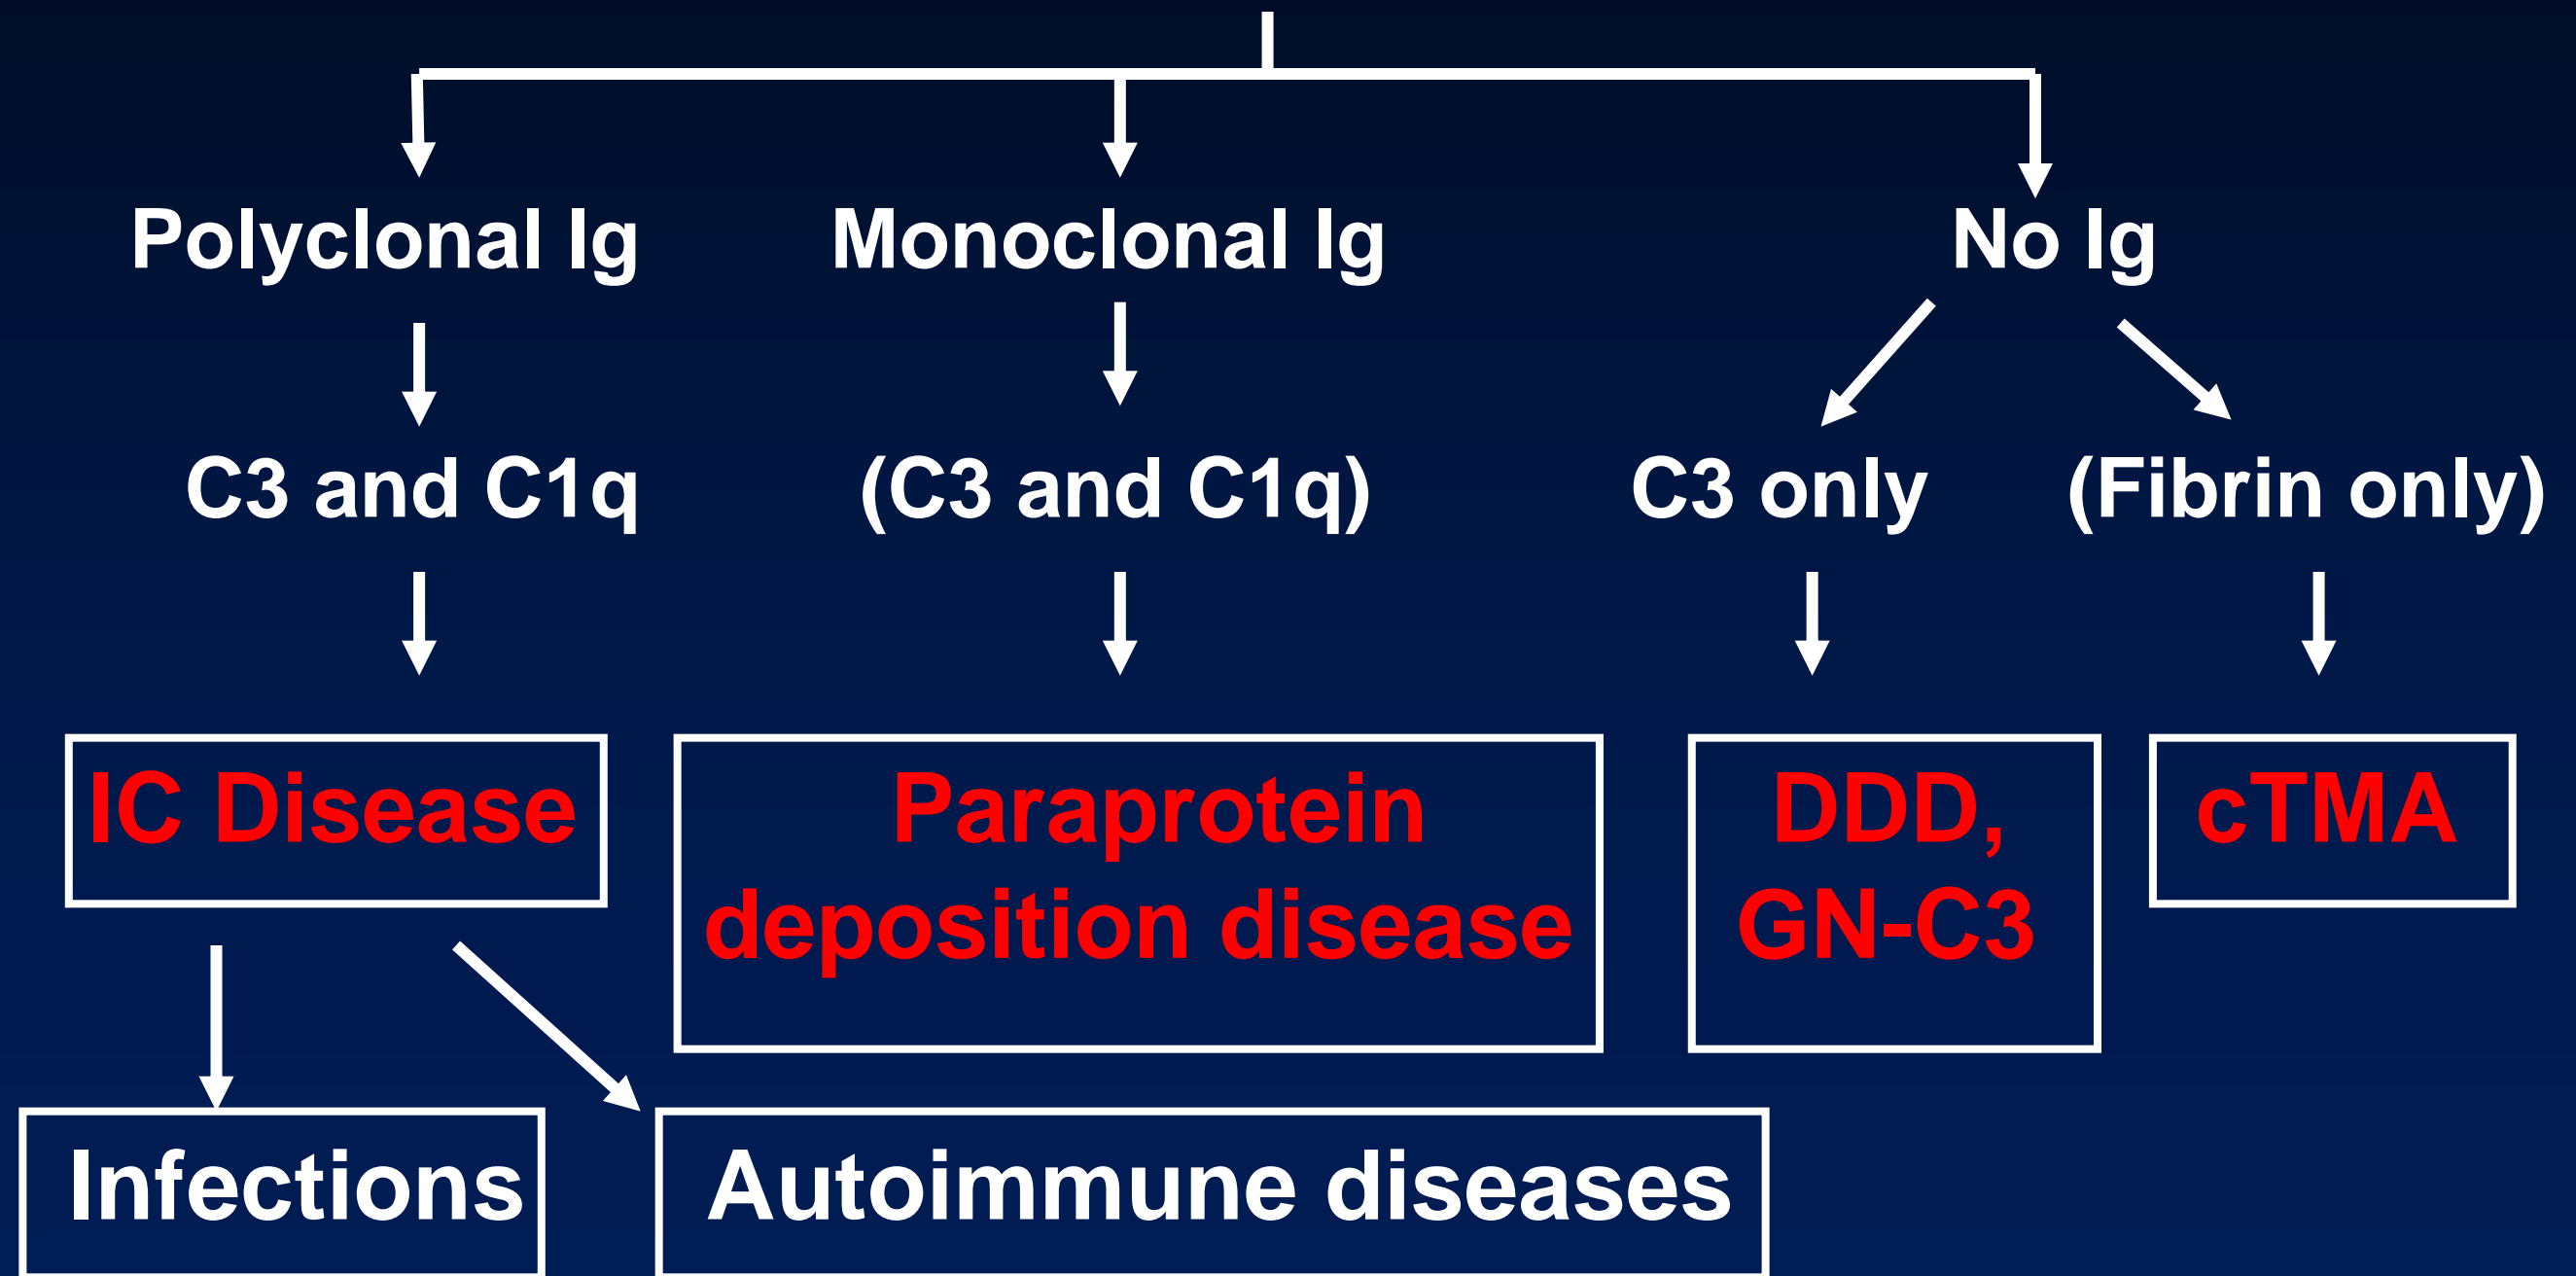 Polyclonal Ig
Monoclonal Ig
No Ig
C3 and C1q
(C3 and C1q)
C3 only
(Fibrin only)
IC Disease
Paraprotein
deposition disease
DDD,
GN-C3
cTMA
Infections
Autoimmune diseases